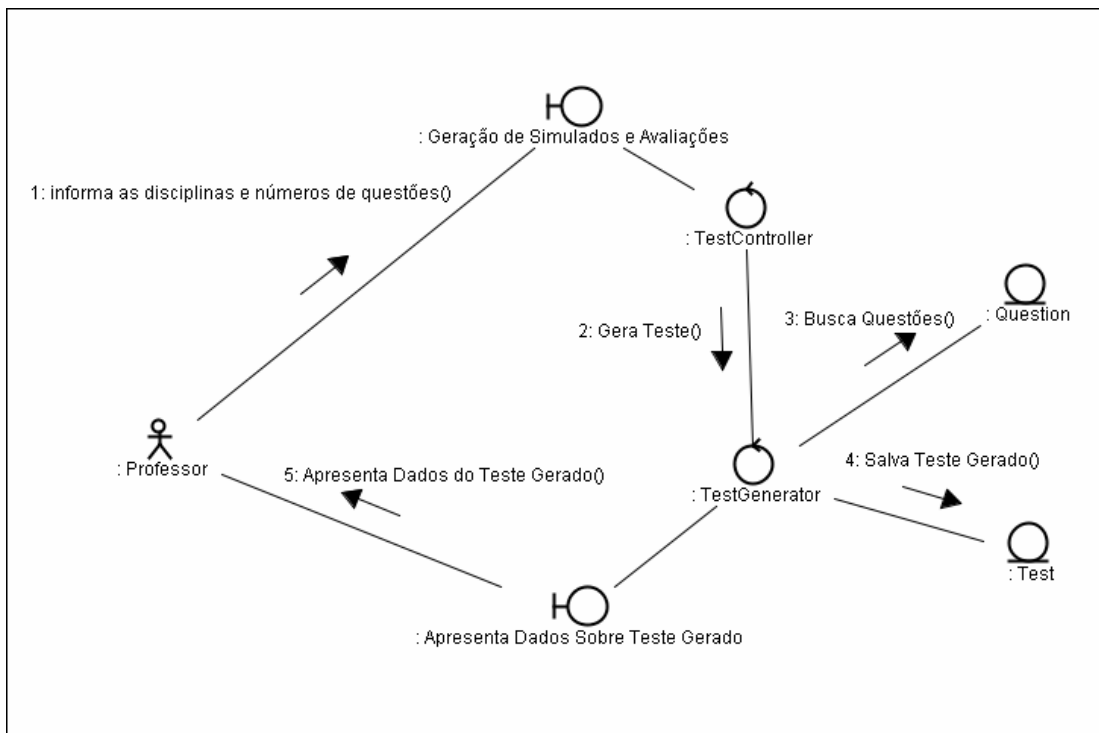 : Geração de Simulados e Avaliações
1: informa as disciplinas e números de questões()
: TestController
2: Gera Teste()
3: Busca Questões()
: Question
: Professor
5: Apresenta Dados do Teste Gerado()
: TestGenerator
4: Salva Teste Gerado()
: Test
: Apresenta Dados Sobre Teste Gerado